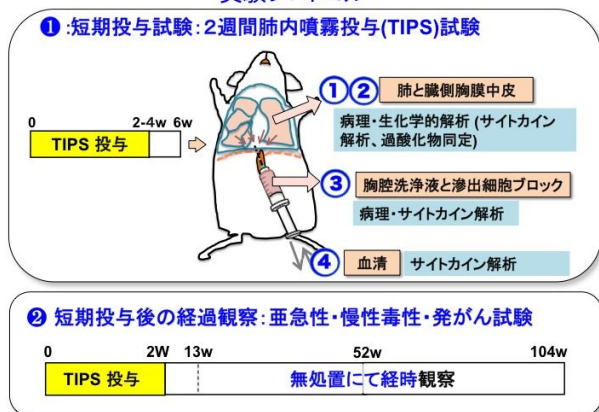 ❶ :短期投与試験:2週間肺内噴霧投与(TIPS)試験
0 2-4w 6w
TIPS 投与
①② 肺と臓側胸膜中皮
病理・生化学的解析 (サイトカイン
解析、過酸化物同定)
③ 胸腔洗浄液と滲出細胞ブロック
病理・サイトカイン解析
④ 血清 サイトカイン解析
❷ 短期投与後の経過観察:亜急性・慢性毒性・発がん試験
0 2W 13w 52w 104w
TIPS 投与 無処置にて経時観察